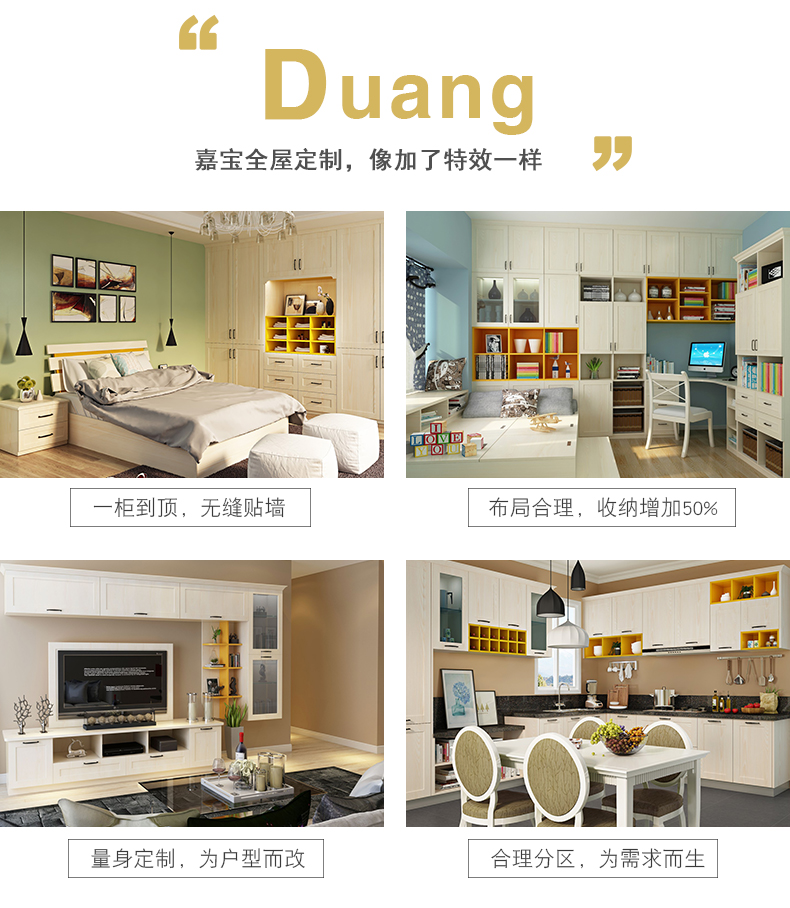 “
Duang
嘉宝全屋定制，像加了特效一样
”
一柜到顶，无缝贴墙
I LOVE YOU
布局合理，收纳增加50%
量身定制，为户型而改
合理分区，为需求而生